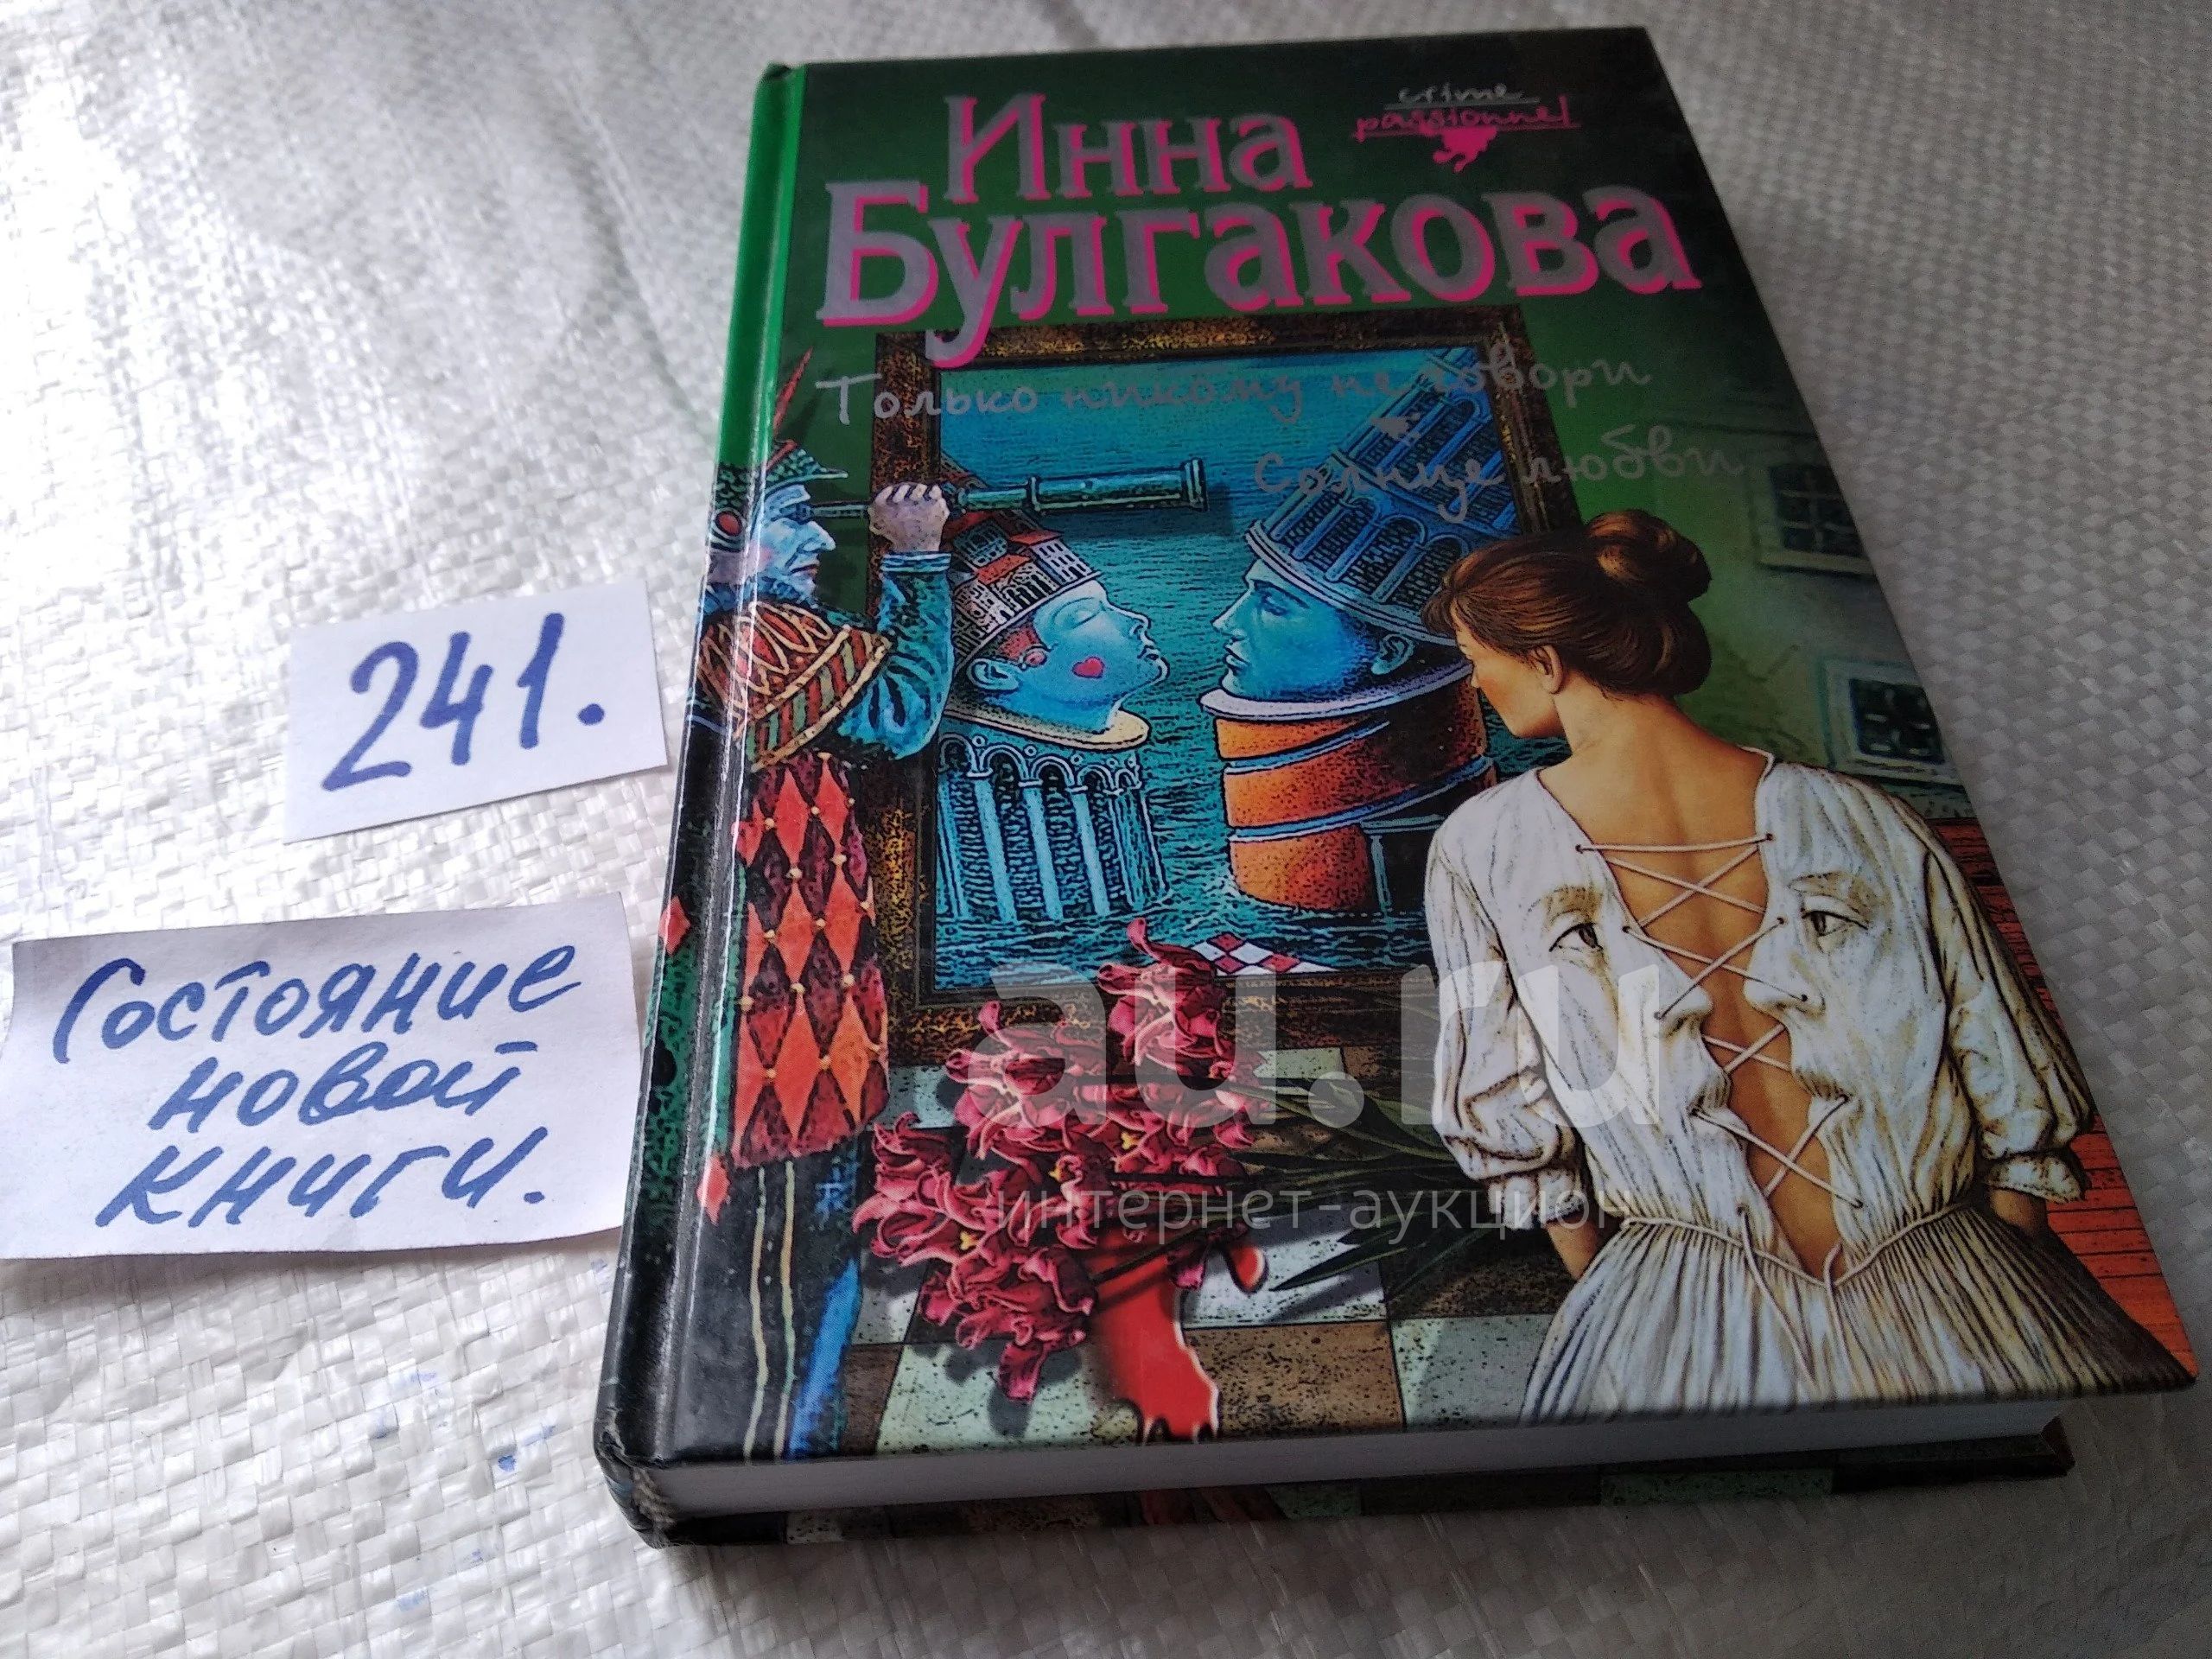 crime
passionnel
Инна
Булгакова
Только никому не говори
Солнце любви
241.
Состояние
новой
книги.
au.ru
интернет-аукцион